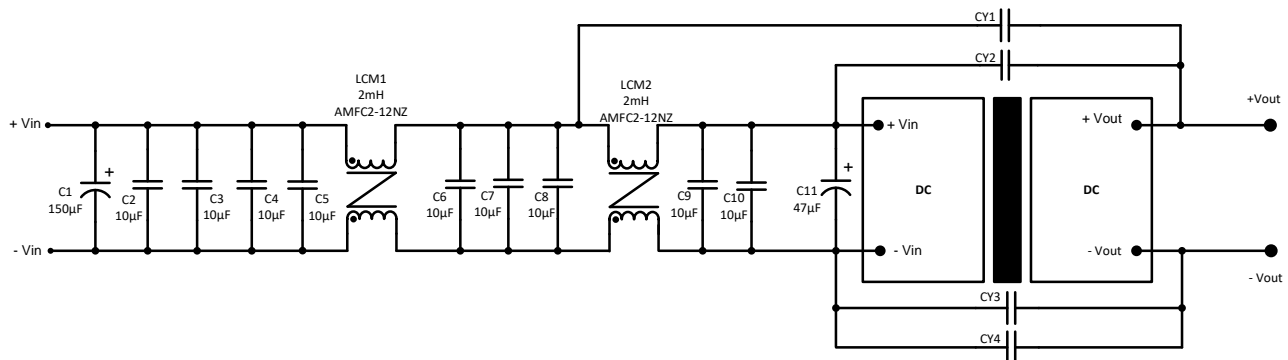 CY1
CY2
LCM1
2mH
AMFC2-12NZ
LCM2
2mH
AMFC2-12NZ
+Vout
+ Vin
+ Vin
+ Vout
C1
150µF
+
C2
10µF
C3
10µF
C4
10µF
C5
10µF
C6
10µF
C7
10µF
C8
10µF
C9
10µF
C10
10µF
C11
47µF
+
DC
DC
- Vin
- Vin
- Vout
- Vout
CY3
CY4